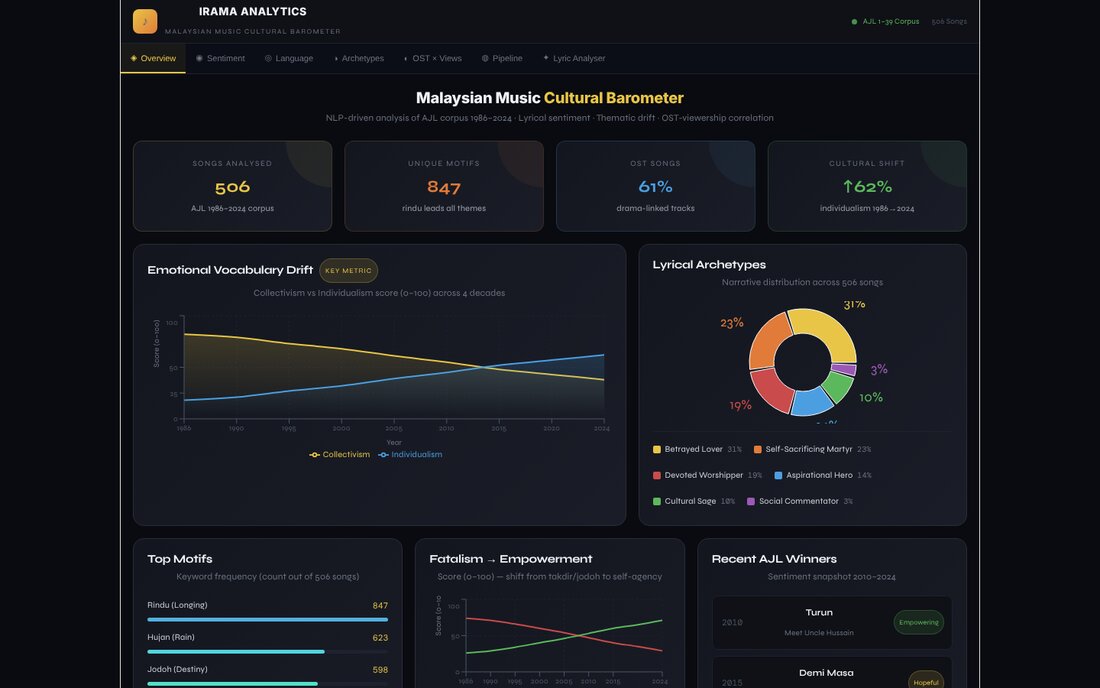 IRAMA ANALYTICS
MALAYSIAN MUSIC CULTURAL BAROMETER
AJL 1–39 Corpus
506 Songs
Overview
Sentiment
Language
Archetypes
OST × Views
Pipeline
Lyric Analyser
Malaysian Music Cultural Barometer
NLP-driven analysis of AJL corpus 1986–2024 · Lyrical sentiment · Thematic drift · OST-viewership correlation
SONGS ANALYSED
506
AJL 1986–2024 corpus
UNIQUE MOTIFS
847
rindu leads all themes
OST SONGS
61%
drama-linked tracks
CULTURAL SHIFT
↑62%
individualism 1986→2024
Emotional Vocabulary Drift
KEY METRIC
Collectivism vs Individualism score (0–100) across 4 decades
Score (0–100)
100
50
25
0
1986 1990 1995 2000 2005 2010 2015 2020 2024
Year
Collectivism
Individualism
Lyrical Archetypes
Narrative distribution across 506 songs
31%
23%
3%
10%
19%
Betrayed Lover 31%
Self-Sacrificing Martyr 23%
Devoted Worshipper 19%
Aspirational Hero 14%
Cultural Sage 10%
Social Commentator 3%
Top Motifs
Keyword frequency (count out of 506 songs)
Rindu (Longing) 847
Hujan (Rain) 623
Jodoh (Destiny) 598
Fatalism → Empowerment
Score (0–100) — shift from takdir/jodoh to self-agency
Score (0–10
100
50
0
1986 1990 1995 2000 2005 2010 2015 2024
Recent AJL Winners
Sentiment snapshot 2010–2024
2010
Turun
Meet Uncle Hussain
Empowering
2015
Demi Masa
Hopeful